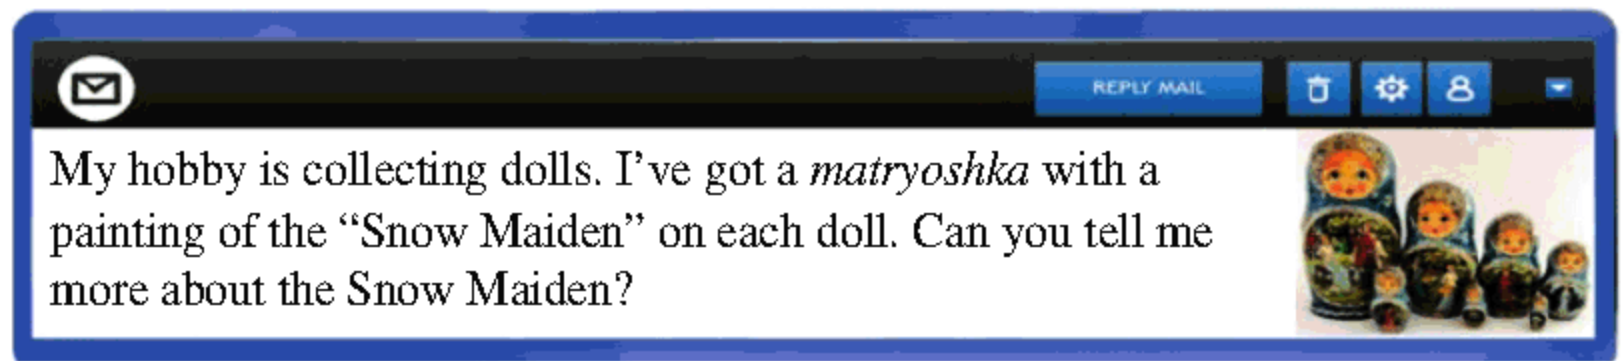 REPLY MAIL
My hobby is collecting dolls. I've got a matryoshka with a
painting of the “Snow Maiden” on each doll. Can you tell me
more about the Snow Maiden?